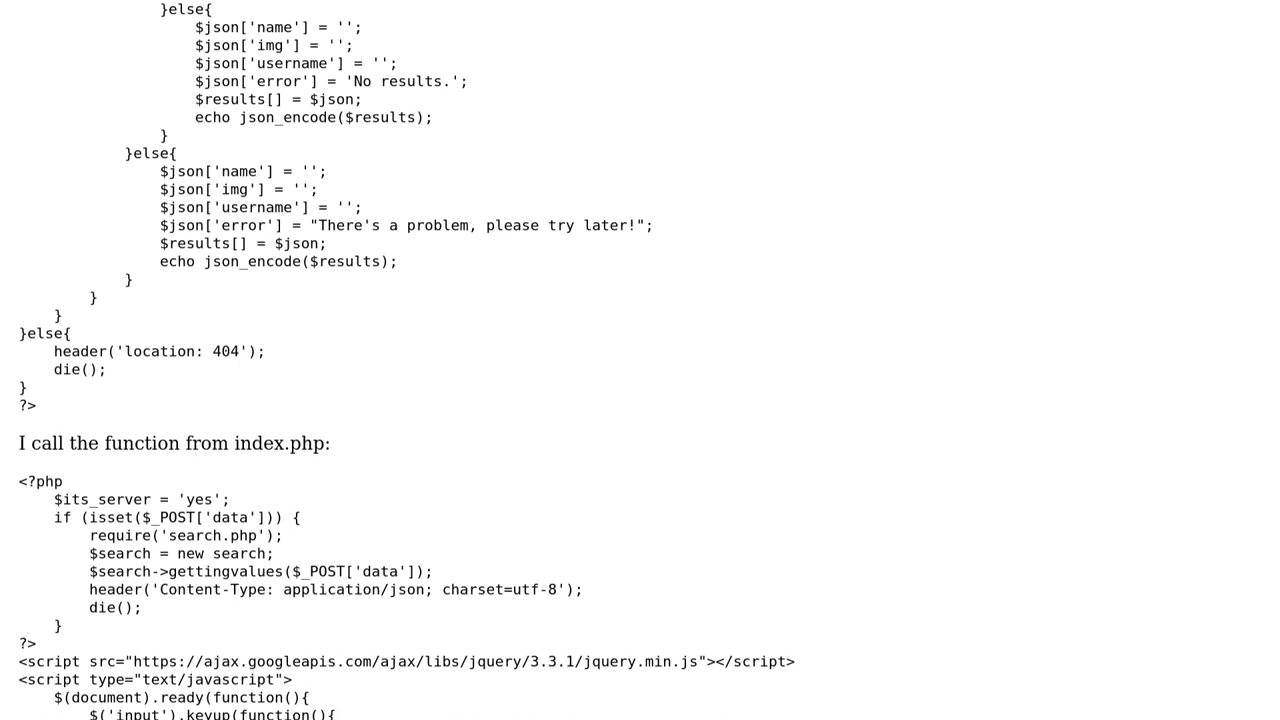 }else{
$json['name'] = '';
$json['img'] = '';
$json['username'] = '';
$json['error'] = 'No results.';
$results[] = $json;
echo json_encode($results);
}
}else{
$json['name'] = '';
$json['img'] = '';
$json['username'] = '';
$json['error'] = "There's a problem, please try later!";
$results[] = $json;
echo json_encode($results);
}
}
}
}else{
header('location: 404');
die();
}
?>
I call the function from index.php:
<?php
$its_server = 'yes';
if (isset($_POST['data'])) {
require('search.php');
$search = new search;
$search->gettingvalues($_POST['data']);
header('Content-Type: application/json; charset=utf-8');
die();
}
?>
<script src="https://ajax.googleapis.com/ajax/libs/jquery/3.3.1/jquery.min.js"></script>
<script type="text/javascript">
$(document).ready(function(){
$('input').keyup(function(){